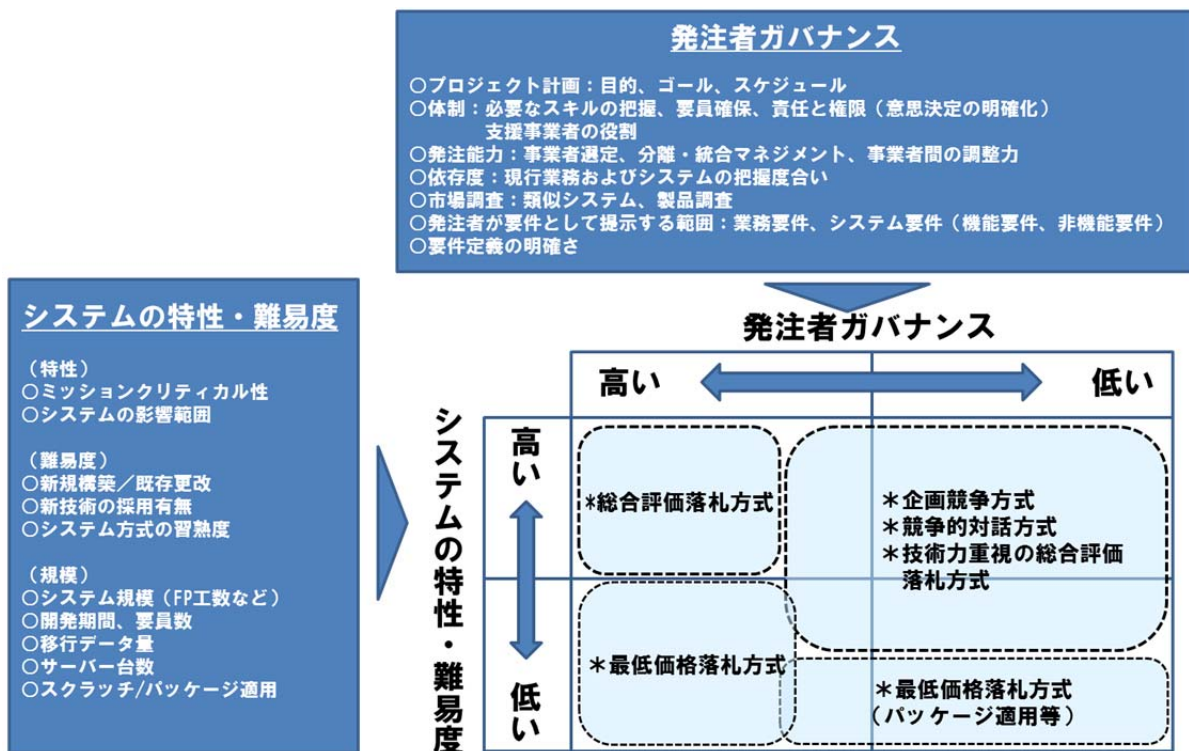 発注者ガバナンス
○プロジェクト計画：目的、ゴール、スケジュール
○体制：必要なスキルの把握、要員確保、責任と権限（意思決定の明確化）
支援事業者の役割
○発注能力：事業者選定、分離・統合マネジメント、事業者間の調整力
○依存度：現行業務およびシステムの把握度合い
○市場調査：類似システム、製品調査
○発注者が要件として提示する範囲：業務要件、システム要件（機能要件、非機能要件）
○要件定義の明確さ
システムの特性・難易度
（特性）
○ミッションクリティカル性
○システムの影響範囲
（難易度）
○新規構築／既存更改
○新技術の採用有無
○システム方式の習熟度
（規模）
○システム規模（FP工数など）
○開発期間、要員数
○移行データ量
○サーバー台数
○スクラッチ/パッケージ適用
発注者ガバナンス
高い
低い
システムの特性・難易度
高い
低い
*総合評価落札方式
＊企画競争方式
＊競争的対話方式
＊技術力重視の総合評価
落札方式
＊最低価格落札方式
＊最低価格落札方式
（パッケージ適用等）